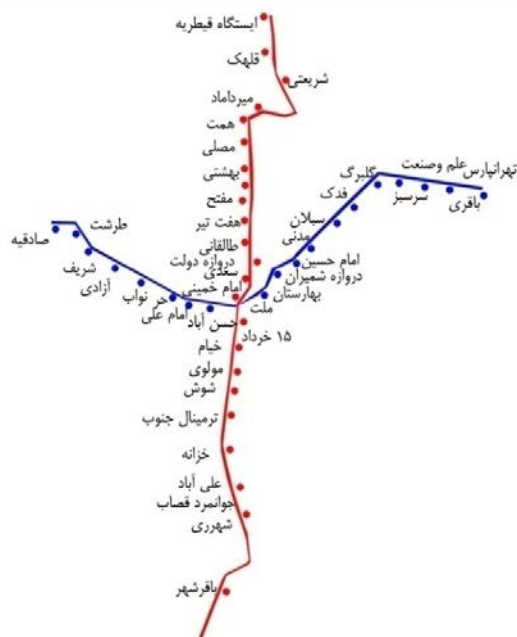 ایستگاه قیطریه
قلهک
شریعتی
میرداماد
همت
مصلی
بهشتی
مفتح
هفت تیر
طالقانی
دروازه دولت
سعدی
امام خمینی
تهرانپارس
باقری
علم وصنعت
سرسبز
گلبرگ
فدک
سبلان
مدنی
امام حسین
دروازه شمیران
بهارستان
ملت
صادقیه
طرشت
شریف
آزادی
نواب
حر
امام علی
حسن آباد
۱۵ خرداد
خیام
مولوی
شوش
ترمینال جنوب
خزانه
علی آباد
جوانمرد قصاب
شهرری
باقرشهر